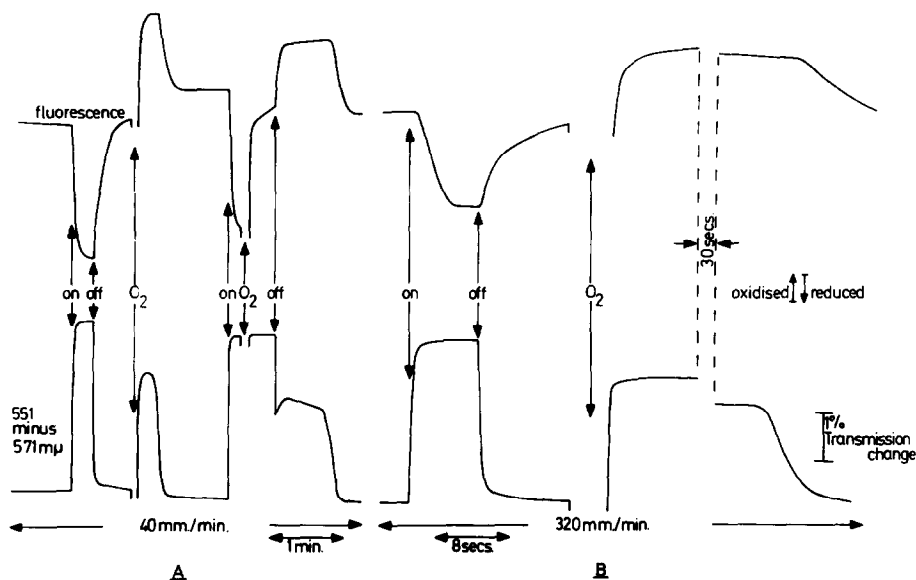 fluorescence
on off O2 on O2 off on off O2
30secs.
oxidised reduced
551
minus
571mμ
1%
Transmission
change
40mm./min. 320mm/min.
1min. 8secs.
A B